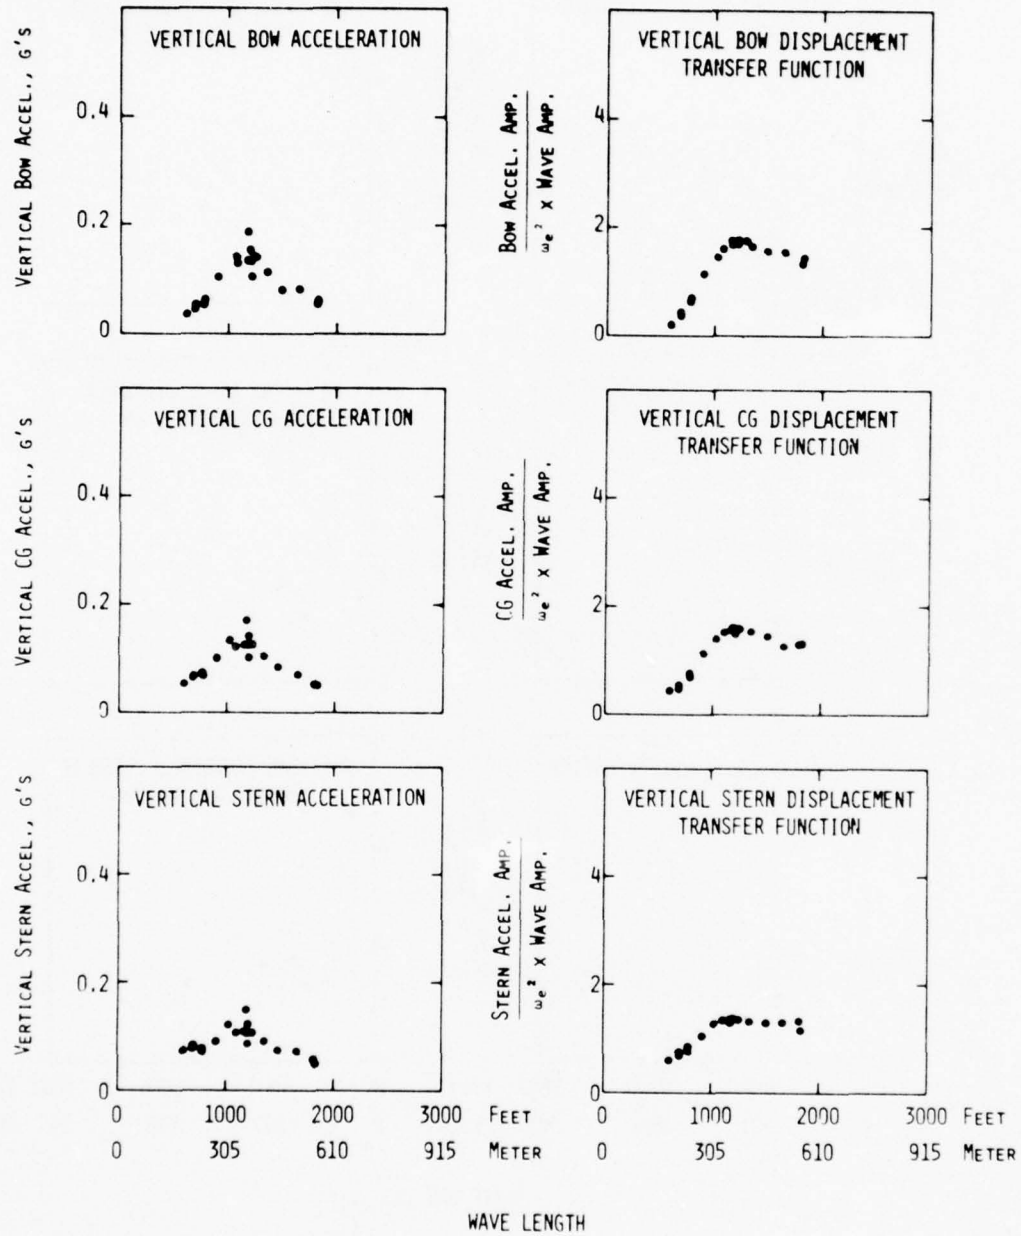 VERTICAL BOW ACCELERATION
VERTICAL BOW ACCEL., G'S
0.4
0.2
0
VERTICAL BOW DISPLACEMENT
TRANSFER FUNCTION
BOW ACCEL. AMP.
ωe² x WAVE AMP.
4
2
0
VERTICAL CG ACCELERATION
VERTICAL CG ACCEL., G'S
0.4
0.2
0
VERTICAL CG DISPLACEMENT
TRANSFER FUNCTION
CG ACCEL. AMP.
ωe² x WAVE AMP.
4
2
0
VERTICAL STERN ACCELERATION
VERTICAL STERN ACCEL., G'S
0.4
0.2
0
VERTICAL STERN DISPLACEMENT
TRANSFER FUNCTION
STERN ACCEL. AMP.
ωe² x WAVE AMP.
4
2
0
0 1000 2000 3000 FEET
0 305 610 915 METER
0 1000 2000 3000 FEET
0 305 610 915 METER
WAVE LENGTH